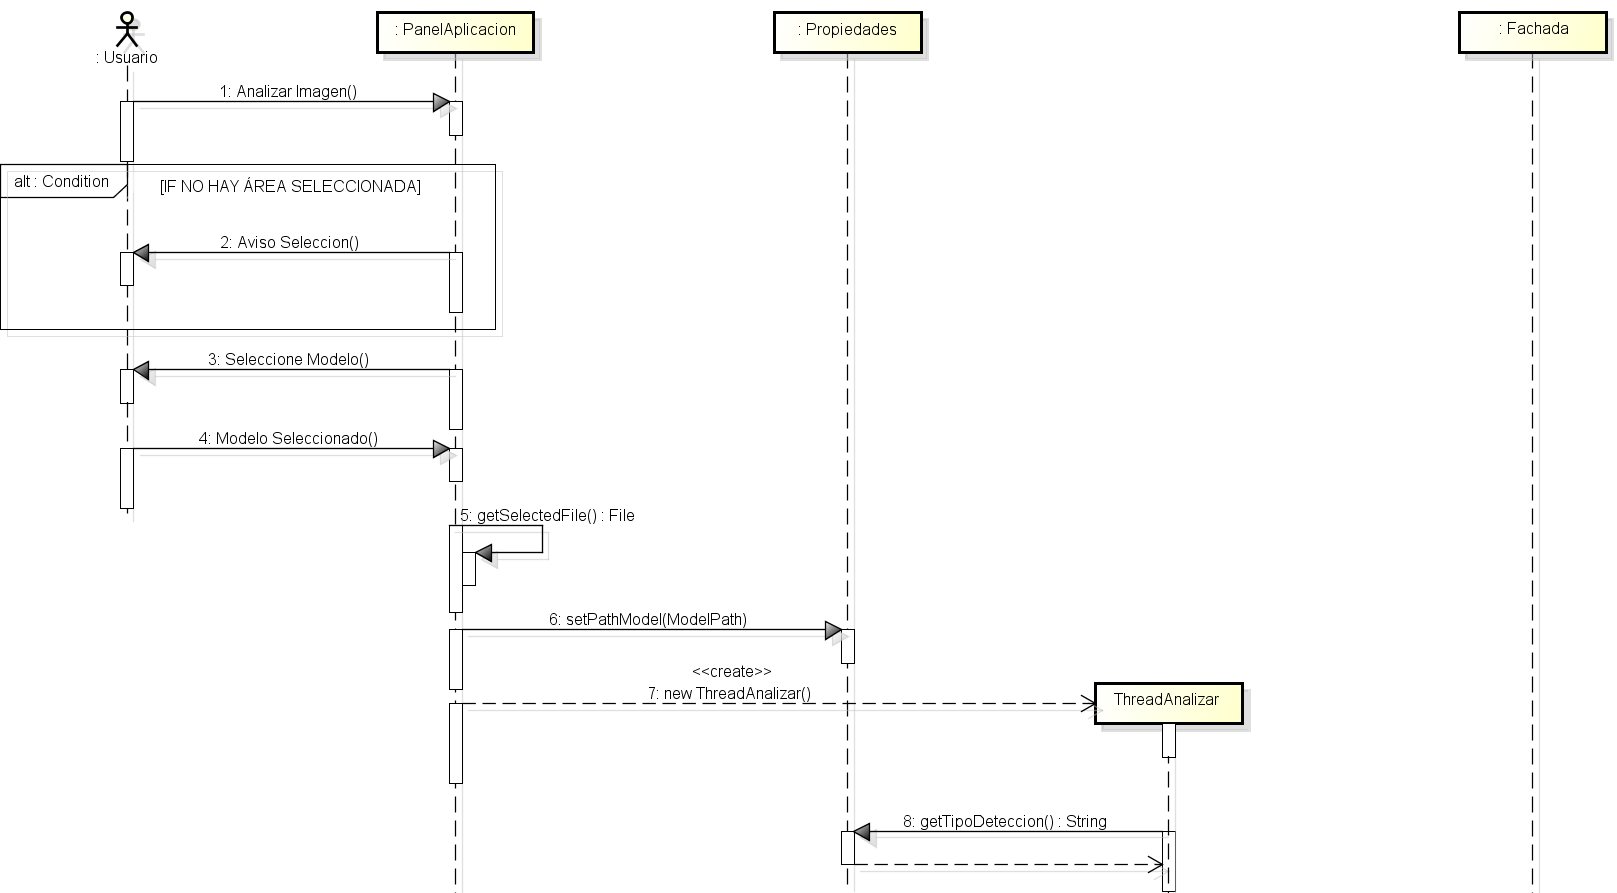 : Usuario
: PanelAplicacion
: Propiedades
: Fachada
1: Analizar Imagen()
alt : Condition
[IF NO HAY ÁREA SELECCIONADA]
2: Aviso Seleccion()
3: Seleccione Modelo()
4: Modelo Seleccionado()
5: getSelectedFile() : File
6: setPathModel(ModelPath)
<<create>>
7: new ThreadAnalizar()
ThreadAnalizar
8: getTipoDeteccion() : String